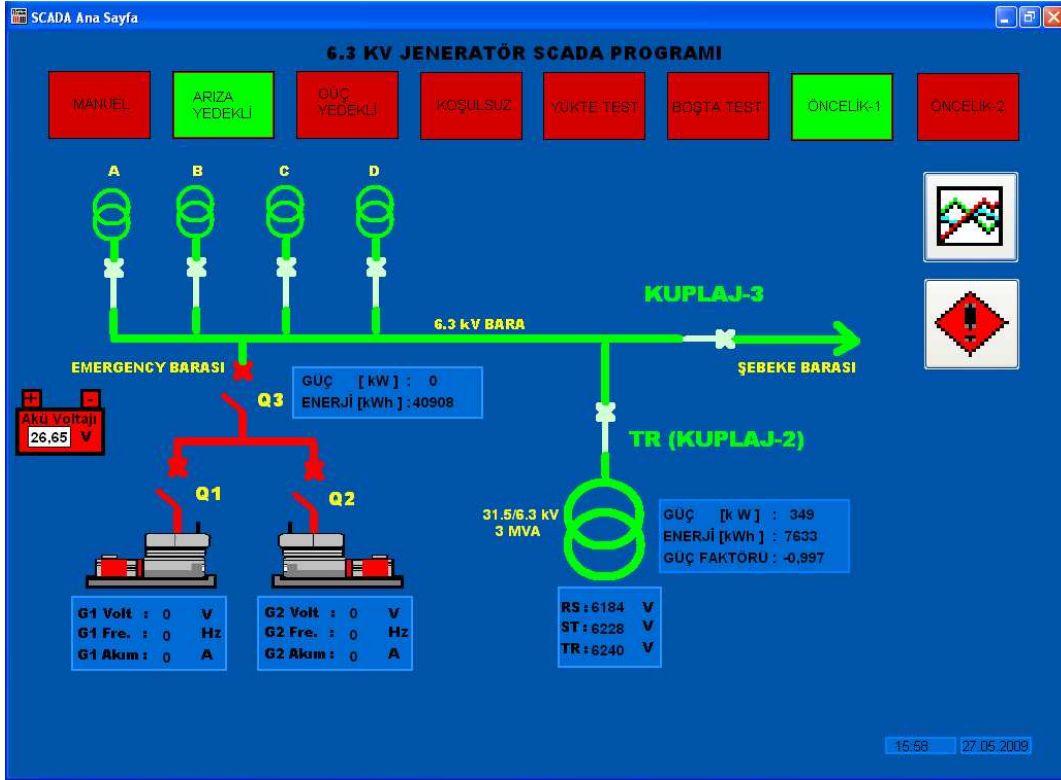 SCADA Ana Sayfa
6.3 KV JENERATÖR SCADA PROGRAMI
MANUEL
ARIZA
YEDEKLİ
GÜÇ
YEDEKLİ
KOŞULSUZ
YÜKTE TEST
BOŞTA TEST
ÖNCELİK-1
ÖNCELİK-2
A
B
C
D
KUPLAJ-3
6.3 kV BARA
EMERGENCY BARASI
ŞEBEKE BARASI
GÜÇ [ kW ] : 0
ENERJİ [kWh ] : 40908
Q3
+ -
Akü Voltajı
26,65 V
TR (KUPLAJ-2)
Q1
Q2
31.5/6.3 kV
3 MVA
GÜÇ [k W ] : 349
ENERJİ [kWh ] : 7633
GÜÇ FAKTÖRÜ : -0,997
G1 Volt : 0 V
G1 Fre. : 0 Hz
G1 Akım : 0 A
G2 Volt : 0 V
G2 Fre. : 0 Hz
G2 Akım : 0 A
RS : 6184 V
ST : 6228 V
TR : 6240 V
15:58 27.05.2009